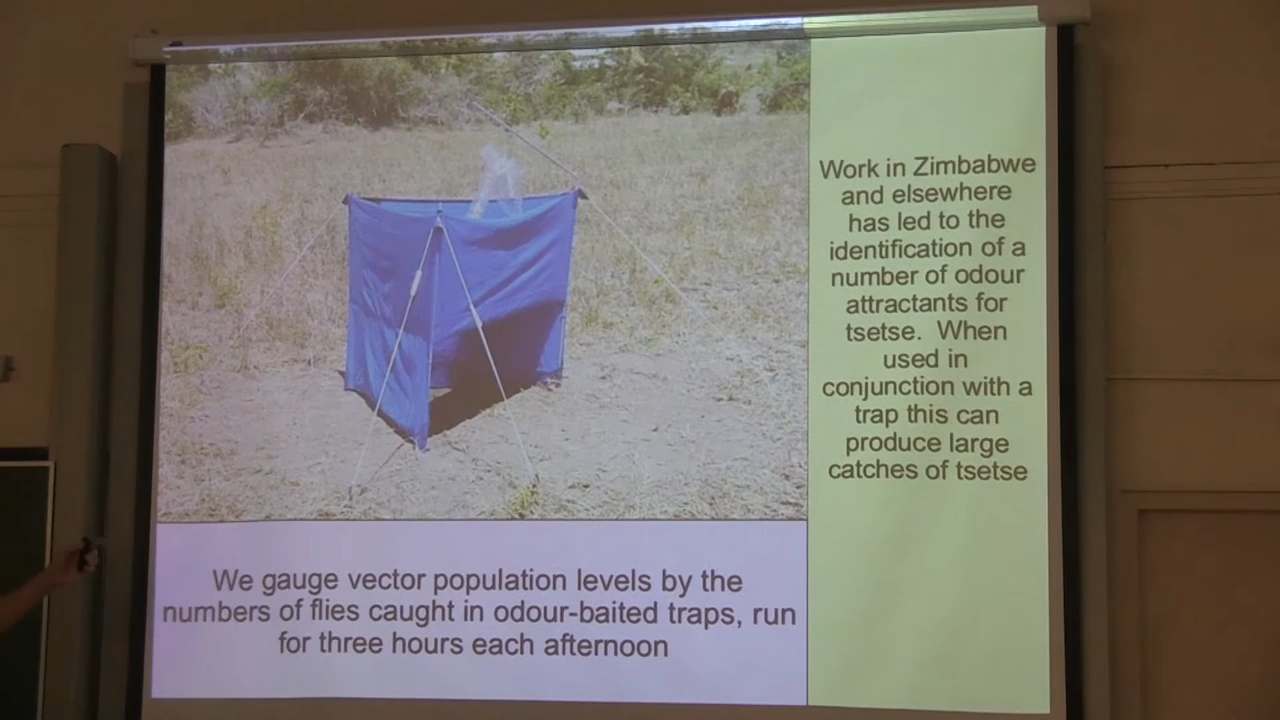 Work in Zimbabwe
and elsewhere
has led to the
identification of a
number of odour
attractants for
tsetse. When
used in
conjunction with a
trap this can
produce large
catches of tsetse
We gauge vector population levels by the
numbers of flies caught in odour-baited traps, run
for three hours each afternoon